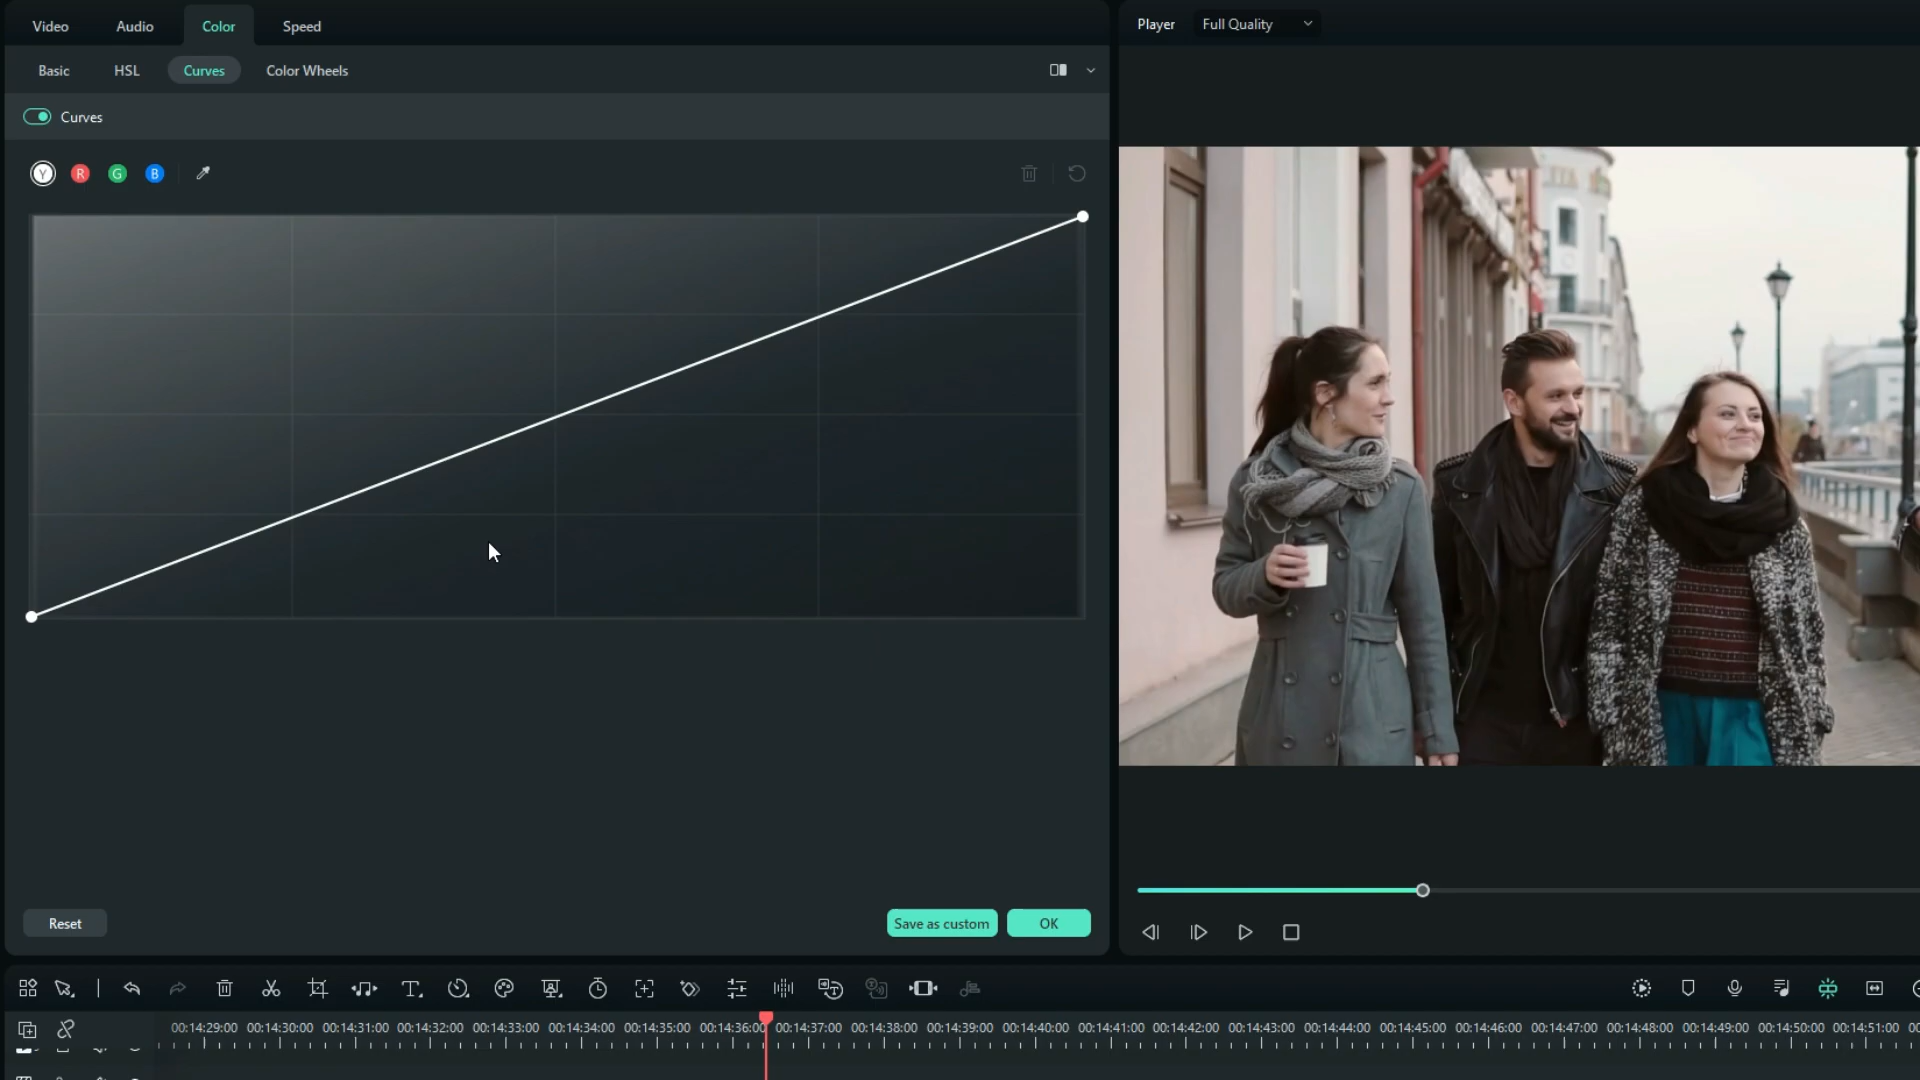 Video Audio Color Speed
Player Full Quality
Basic HSL Curves Color Wheels
Curves
Y R G B
Reset Save as custom OK
00:14:29:00 00:14:30:00 00:14:31:00 00:14:32:00 00:14:33:00 00:14:34:00 00:14:35:00 00:14:36:00 00:14:37:00 00:14:38:00 00:14:39:00 00:14:40:00 00:14:41:00 00:14:42:00 00:14:43:00 00:14:44:00 00:14:45:00 00:14:46:00 00:14:47:00 00:14:48:00 00:14:49:00 00:14:50:00 00:14:51:00